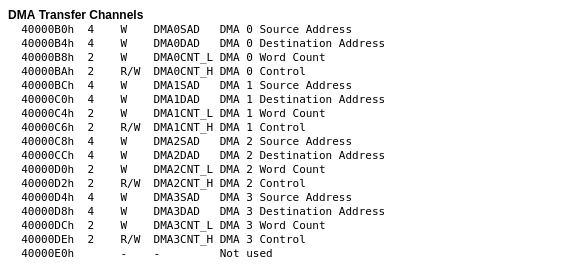 DMA Transfer Channels
40000B0h  4    W    DMA0SAD   DMA 0 Source Address
40000B4h  4    W    DMA0DAD   DMA 0 Destination Address
40000B8h  2    W    DMA0CNT_L DMA 0 Word Count
40000BAh  2    R/W  DMA0CNT_H DMA 0 Control
40000BCh  4    W    DMA1SAD   DMA 1 Source Address
40000C0h  4    W    DMA1DAD   DMA 1 Destination Address
40000C4h  2    W    DMA1CNT_L DMA 1 Word Count
40000C6h  2    R/W  DMA1CNT_H DMA 1 Control
40000C8h  4    W    DMA2SAD   DMA 2 Source Address
40000CCh  4    W    DMA2DAD   DMA 2 Destination Address
40000D0h  2    W    DMA2CNT_L DMA 2 Word Count
40000D2h  2    R/W  DMA2CNT_H DMA 2 Control
40000D4h  4    W    DMA3SAD   DMA 3 Source Address
40000D8h  4    W    DMA3DAD   DMA 3 Destination Address
40000DCh  2    W    DMA3CNT_L DMA 3 Word Count
40000DEh  2    R/W  DMA3CNT_H DMA 3 Control
40000E0h       -    -         Not used